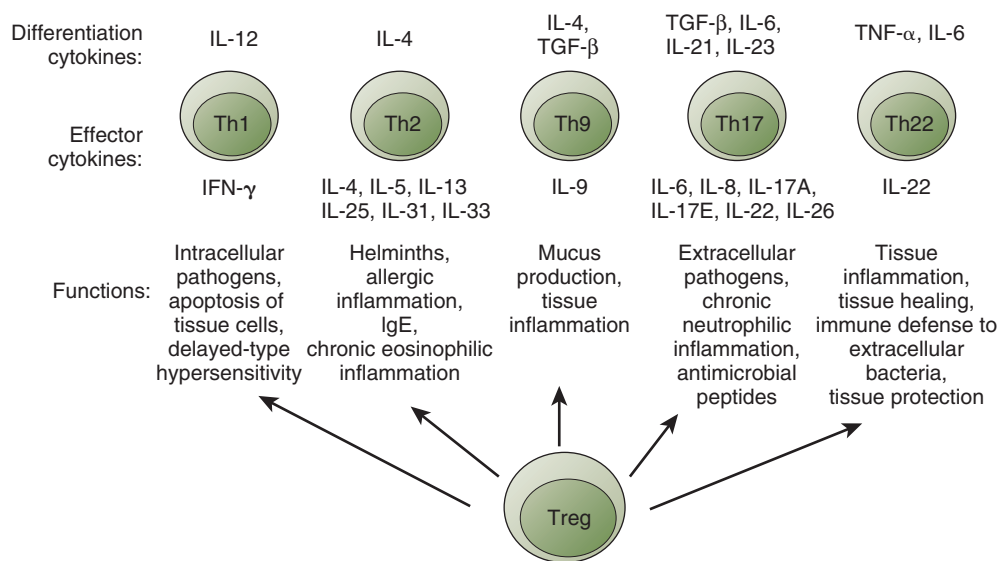 Differentiation
cytokines:
IL-12
IL-4
IL-4,
TGF-β
TGF-β, IL-6,
IL-21, IL-23
TNF-α, IL-6
Th1
Th2
Th9
Th17
Th22
Effector
cytokines:
IFN-γ
IL-4, IL-5, IL-13
IL-25, IL-31, IL-33
IL-9
IL-6, IL-8, IL-17A,
IL-17E, IL-22, IL-26
IL-22
Functions:
Intracellular
pathogens,
apoptosis of
tissue cells,
delayed-type
hypersensitivity
Helminths,
allergic
inflammation,
IgE,
chronic eosinophilic
inflammation
Mucus
production,
tissue
inflammation
Extracellular
pathogens,
chronic
neutrophilic
inflammation,
antimicrobial
peptides
Tissue
inflammation,
tissue healing,
immune defense to
extracellular
bacteria,
tissue protection
Treg